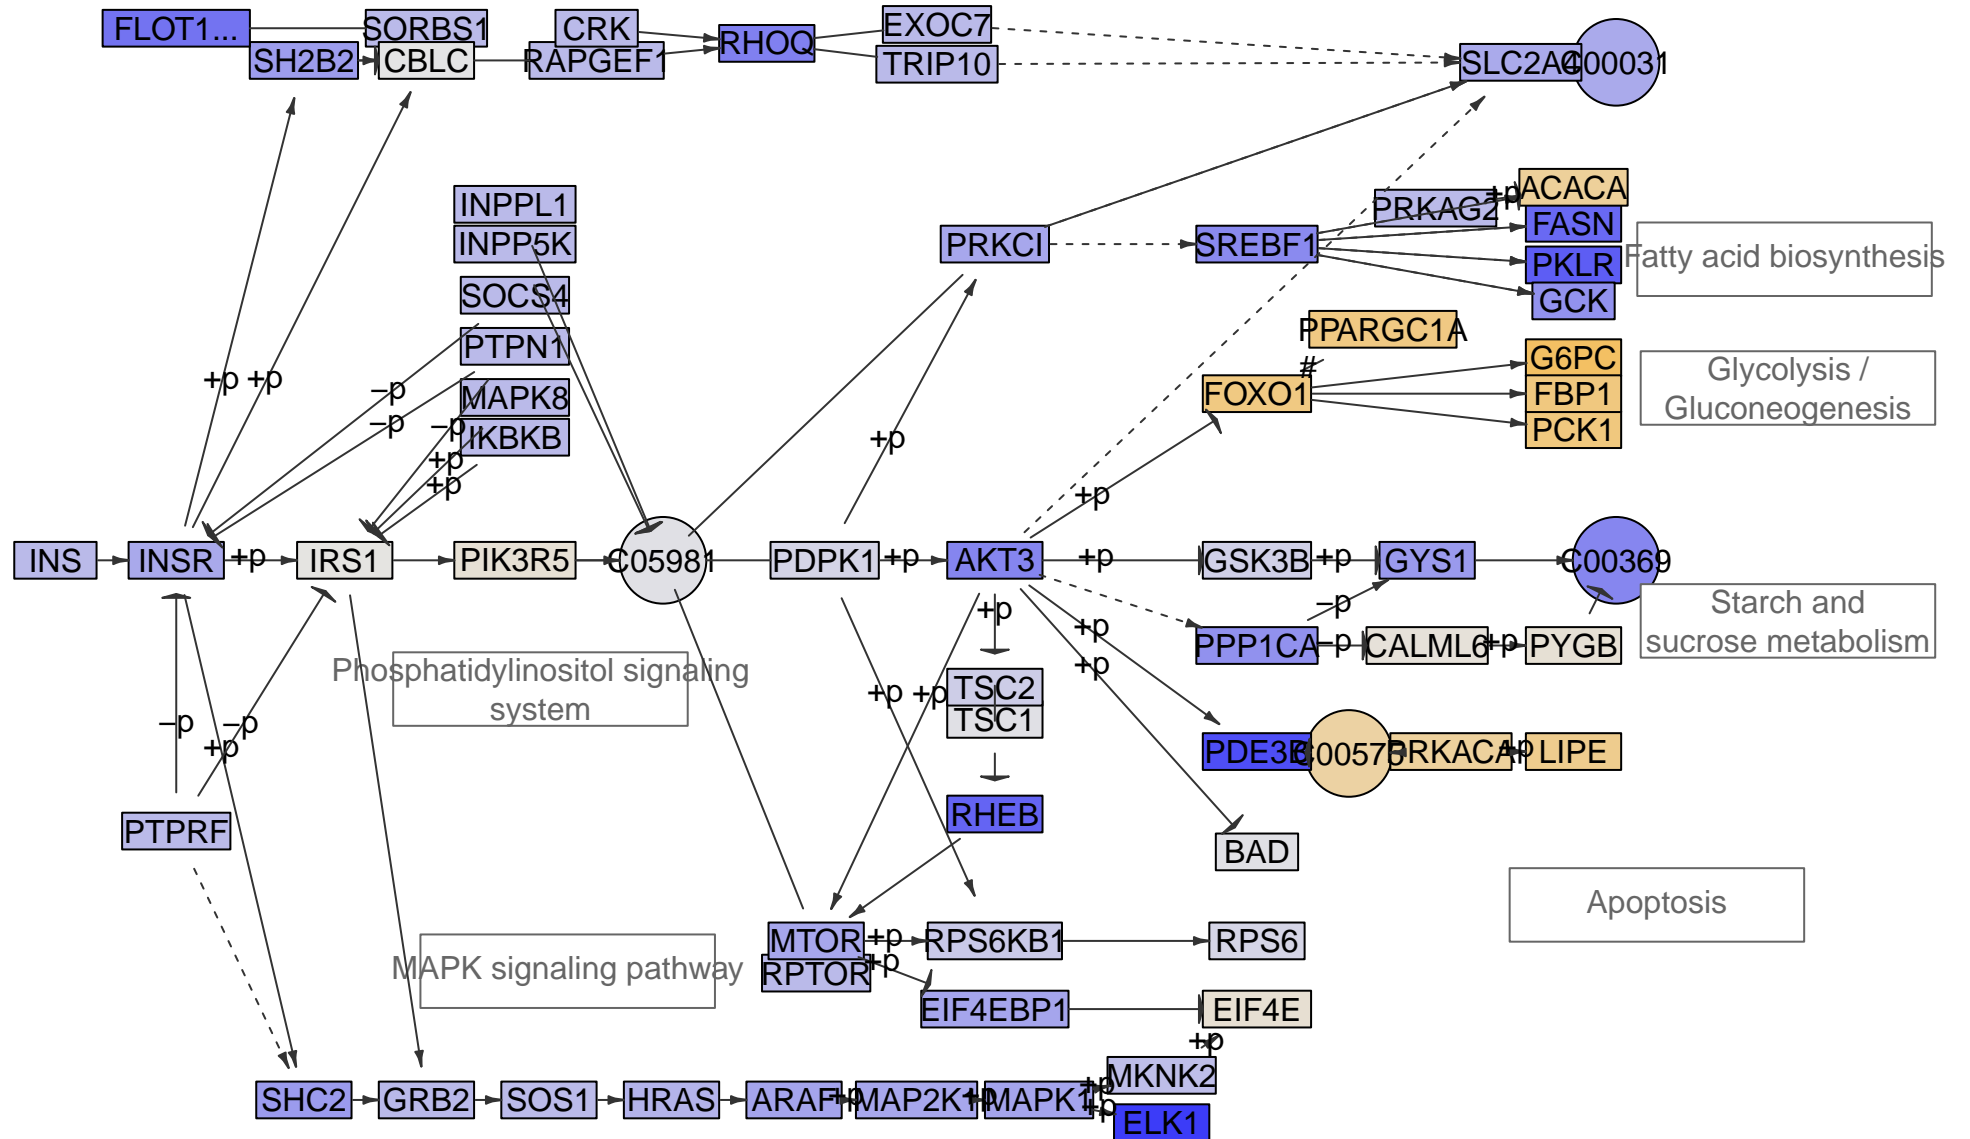 FLOT1...
SORBS1
CRK
EXOC7
SH2B2
CBLC
RAPGEF1
RHOQ
TRIP10
SLC2A4
C00031
INPPL1
INPP5K
SOCS4
PTPN1
MAPK8
IKBKB
PRKCI
SREBF1
PRKAG2
+p
ACACA
FASN
PKLR
GCK
Fatty acid biosynthesis
PPARGC1A
#
FOXO1
G6PC
FBP1
PCK1
Glycolysis /
Gluconeogenesis
+p
+p
−p
−p
−p
+p
+p
+p
+p
INS
INSR
+p
IRS1
PIK3R5
C05981
PDPK1
+p
AKT3
+p
GSK3B
+p
GYS1
C00369
+p
+p
−p
PPP1CA
−p
CALML6
+p
PYGB
Starch and
sucrose metabolism
Phosphatidylinositol signaling
system
−p
−p
+p
+p
+p
+p
TSC2
TSC1
PDE3B
C00575
PRKACA
+p
LIPE
PTPRF
RHEB
BAD
Apoptosis
MAPK signaling pathway
MTOR
RPTOR
+p
+p
RPS6KB1
RPS6
EIF4EBP1
EIF4E
+p
SHC2
GRB2
SOS1
HRAS
ARAF
+p
MAP2K1
+p
MAPK1
+p
+p
MKNK2
ELK1